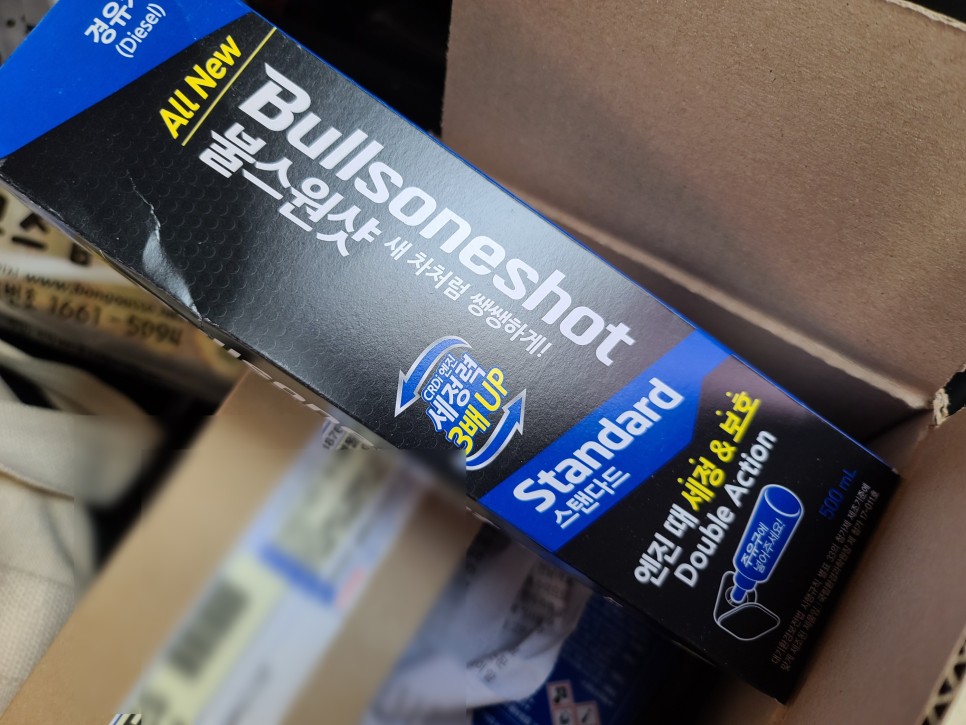 경유
(Diesel)
All New
Bullsoneshot
불스원샷
새 차처럼 쌩쌩하게!
CRDi 엔진
세정력
3배 UP
Standard
스탠다드
엔진 때 세정 & 보호
Double Action
주유구에
넣어주세요!
500 mL
1661-5094